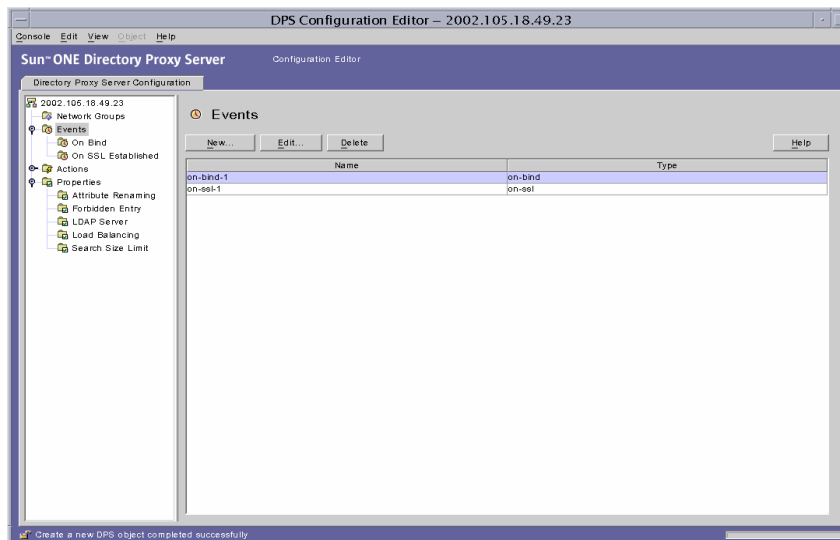 DPS Configuration Editor – 2002.105.18.49.23
Console Edit View Object Help
Sun™ ONE Directory Proxy Server Configuration Editor
Directory Proxy Server Configuration
2002.105.18.49.23
Network Groups
Events
On Bind
On SSL Established
Actions
Properties
Attribute Renaming
Forbidden Entry
LDAP Server
Load Balancing
Search Size Limit
Events
New... Edit... Delete Help
Name Type
on-bind-1 on-bind
on-ssl-1 on-ssl
Create a new DPS object completed successfully